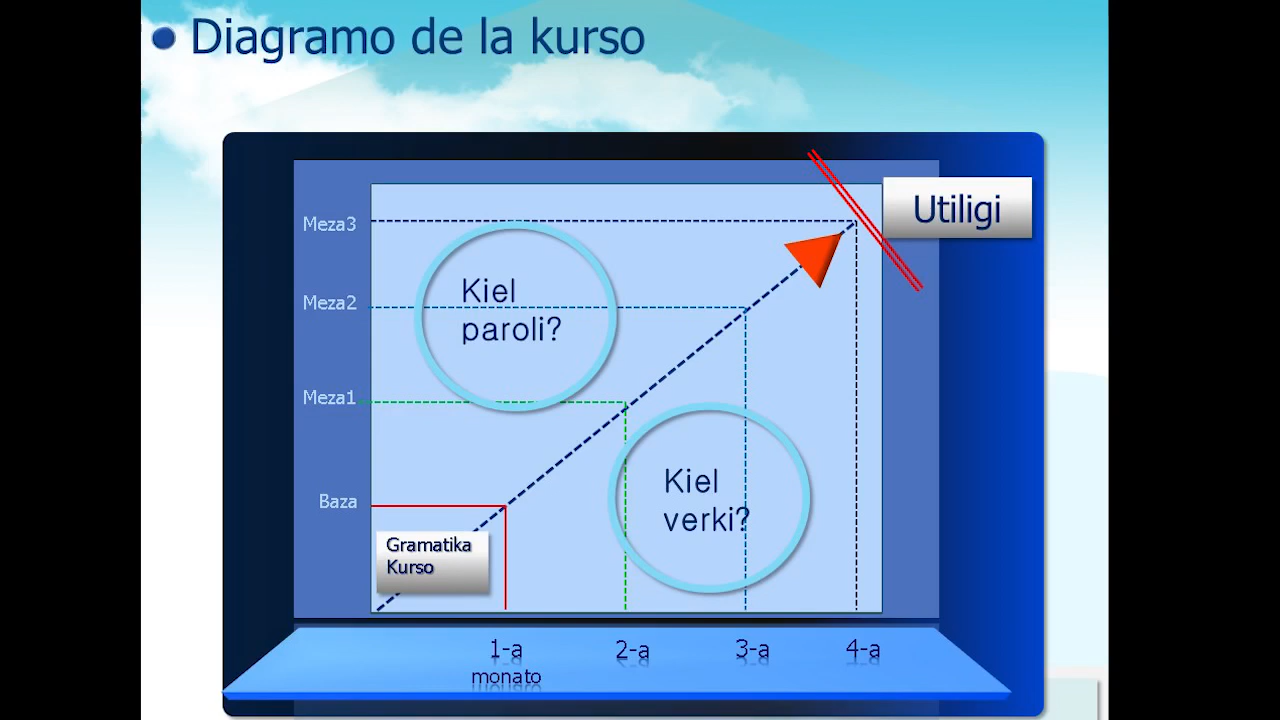 Diagramo de la kurso
Utiligi
Meza3
Kiel
paroli?
Meza2
Meza1
Kiel
verki?
Baza
Gramatika
Kurso
1-a
monato
2-a
3-a
4-a